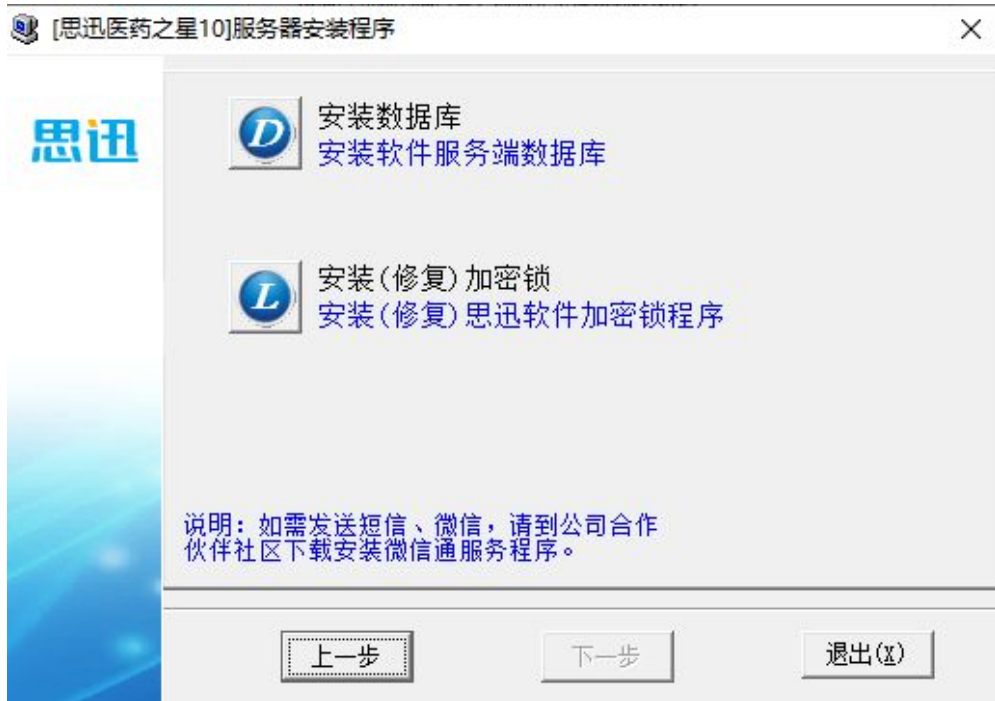 [思迅医药之星10]服务器安装程序
思迅
D
安装数据库
安装软件服务端数据库
L
安装(修复)加密锁
安装(修复)思迅软件加密锁程序
说明：如需发送短信、微信，请到公司合作
伙伴社区下载安装微信通服务程序。
上一步
下一步
退出(X)